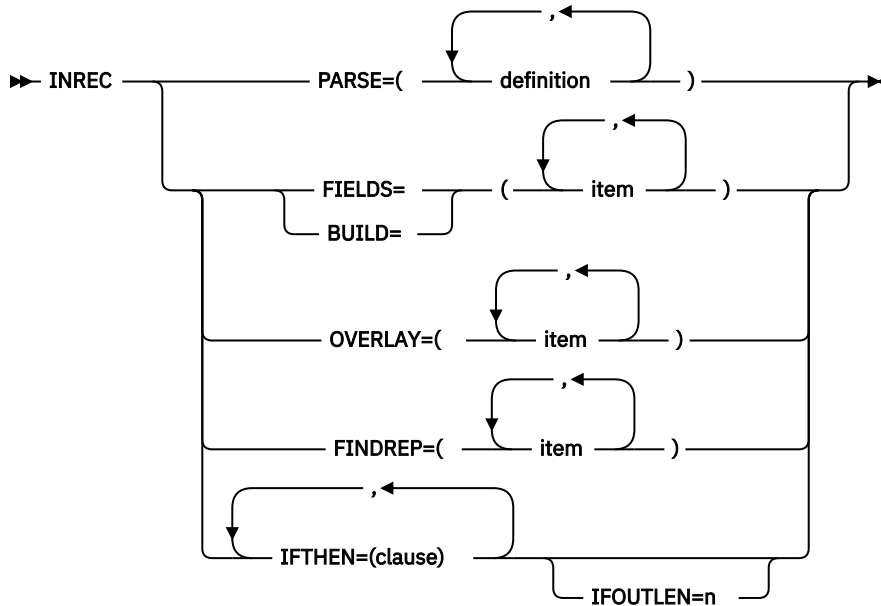 ,
INREC PARSE=( definition )
,
FIELDS= ( item )
BUILD=
,
OVERLAY=( item )
,
FINDREP=( item )
,
IFTHEN=(clause)
IFOUTLEN=n